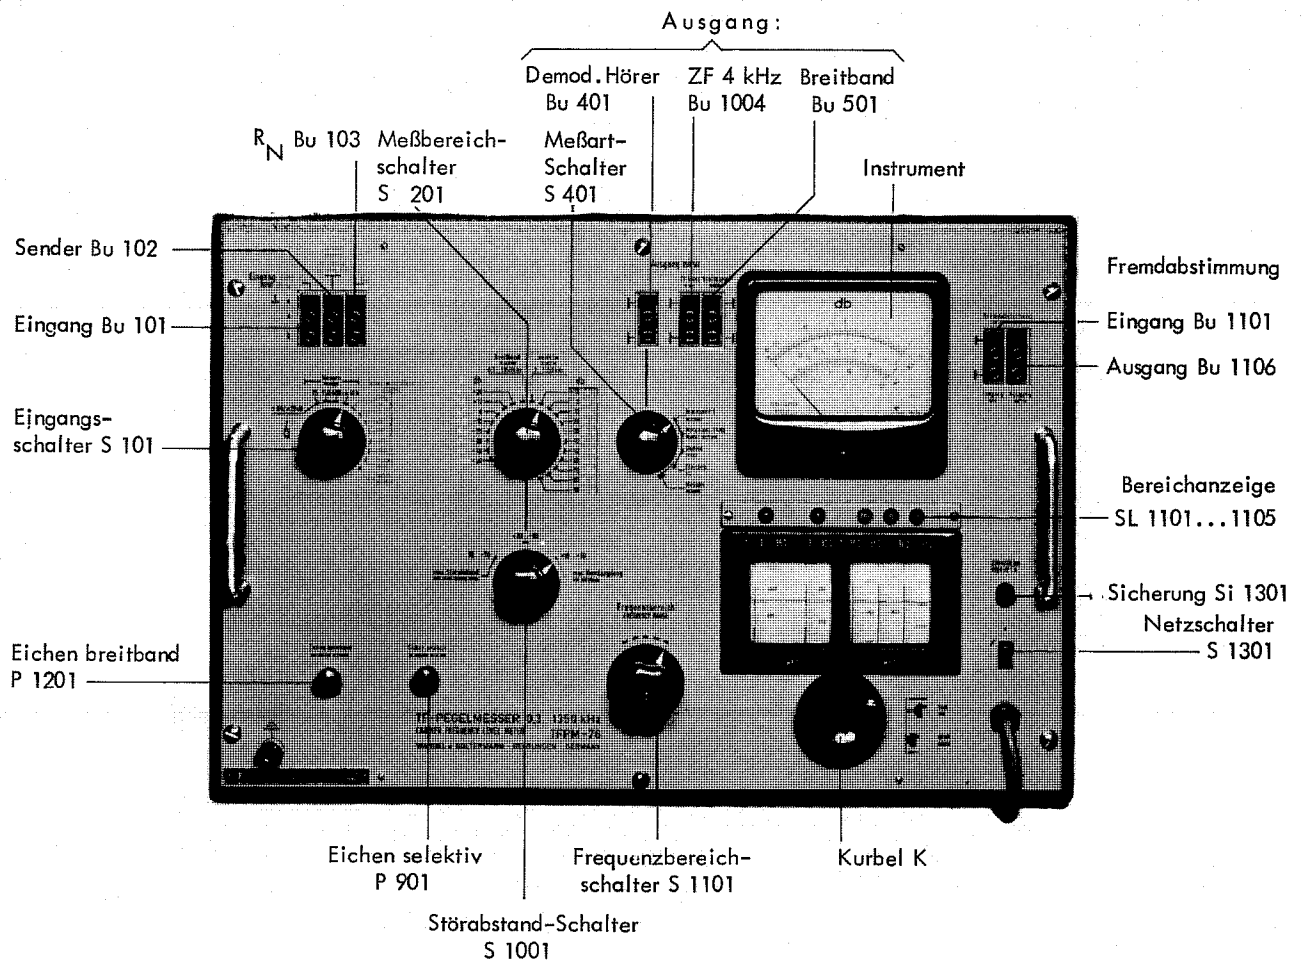 Ausgang:
Demod.Hörer
Bu 401
ZF 4 kHz
Bu 1004
Breitband
Bu 501
RN Bu 103
Meßbereich-
schalter
S 201
Meßart-
Schalter
S 401
Instrument
Sender Bu 102
Eingang Bu 101
Eingangs-
schalter S 101
Eichen breitband
P 1201
Fremdabstimmung
Eingang Bu 1101
Ausgang Bu 1106
Bereichanzeige
SL 1101...1105
Sicherung Si 1301
Netzschalter
S 1301
db
TF-PEGELMESSER 0,3 1350 kHz
TFPM-76
Eichen selektiv
P 901
Frequenzbereich-
schalter S 1101
Kurbel K
Störabstand-Schalter
S 1001